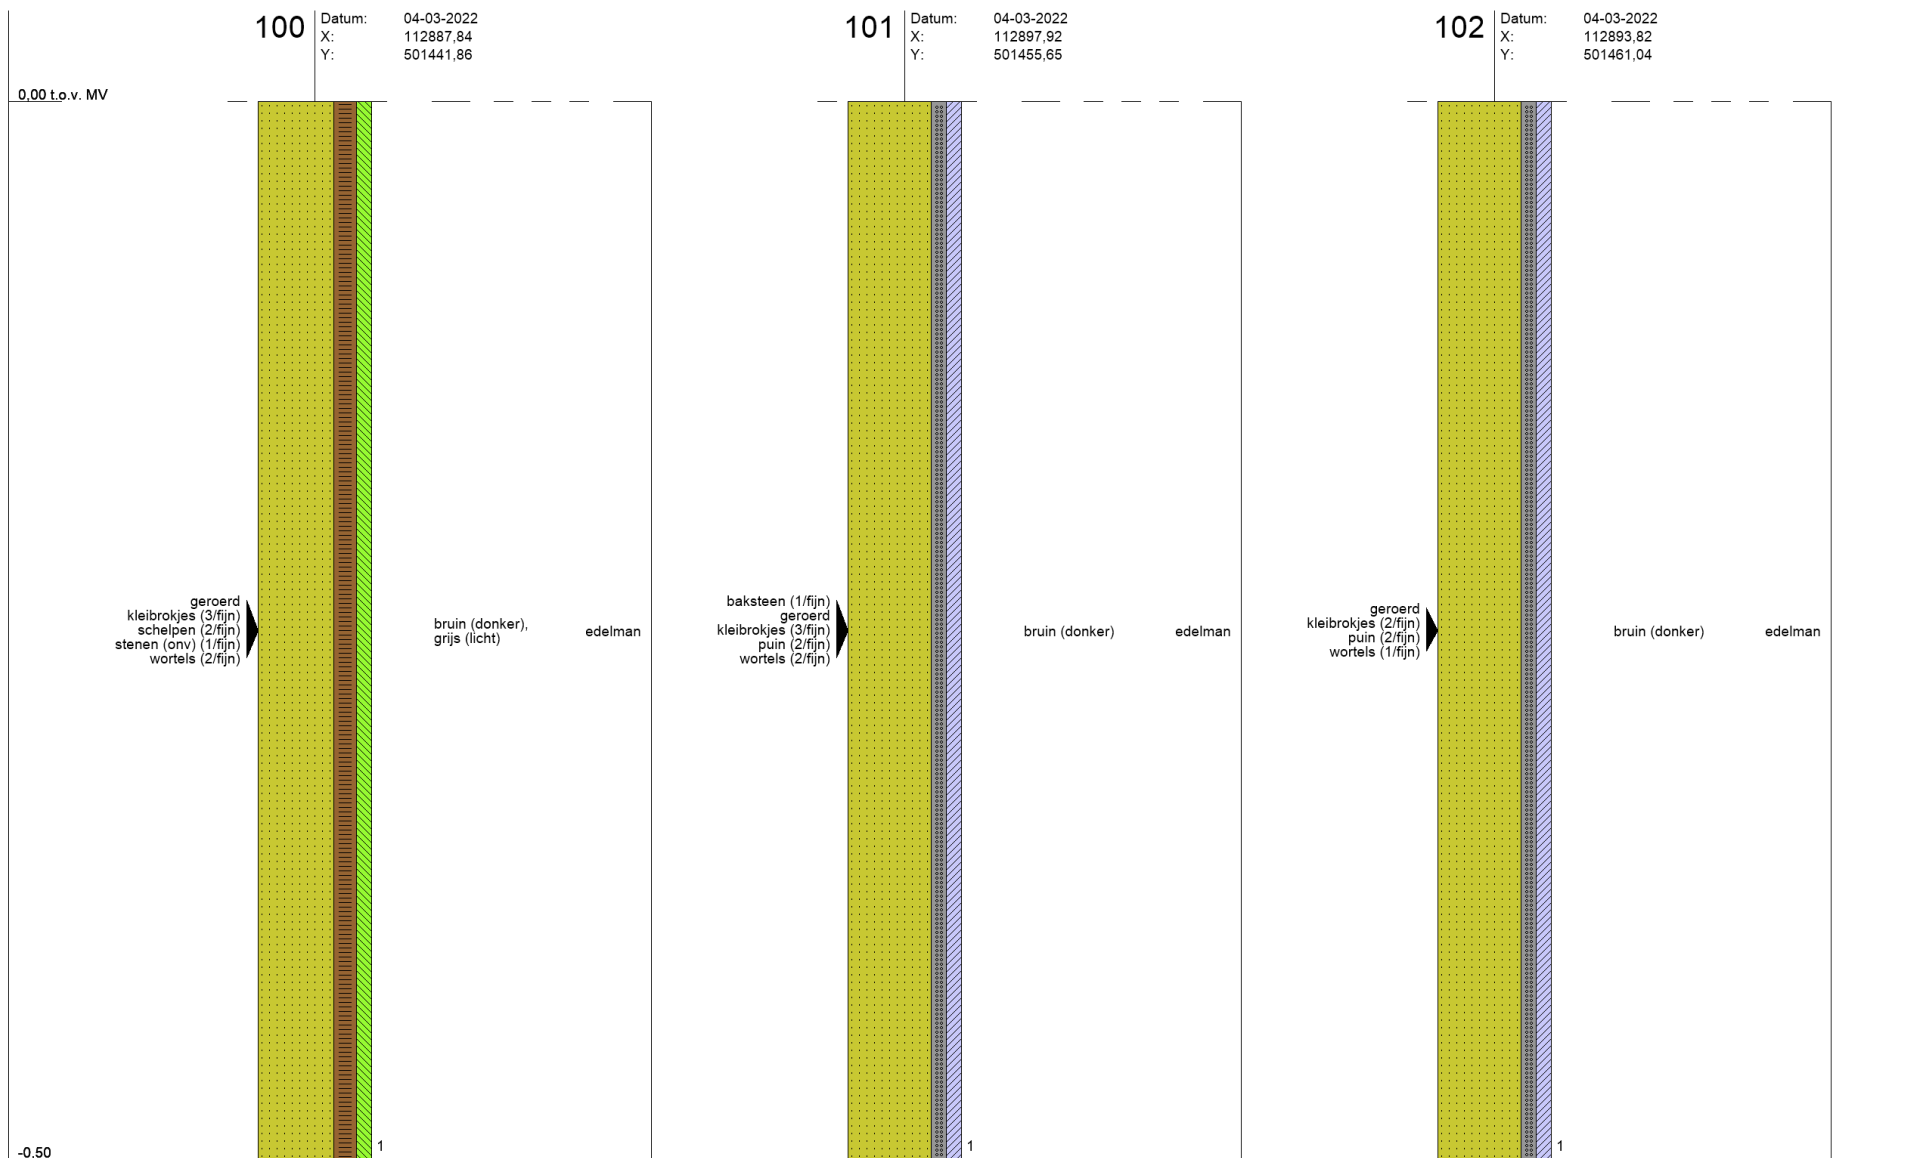 100
Datum: 04-03-2022
X: 112887,84
Y: 501441,86
101
Datum: 04-03-2022
X: 112897,92
Y: 501455,65
102
Datum: 04-03-2022
X: 112893,82
Y: 501461,04
0,00 t.o.v. MV
geroerd
kleibrokjes (3/fijn)
schelpen (2/fijn)
stenen (onv) (1/fijn)
wortels (2/fijn)
bruin (donker),
grijs (licht)
edelman
baksteen (1/fijn)
geroerd
kleibrokjes (3/fijn)
puin (2/fijn)
wortels (2/fijn)
bruin (donker)
edelman
geroerd
kleibrokjes (2/fijn)
puin (2/fijn)
wortels (1/fijn)
bruin (donker)
edelman
1
1
1
-0.50